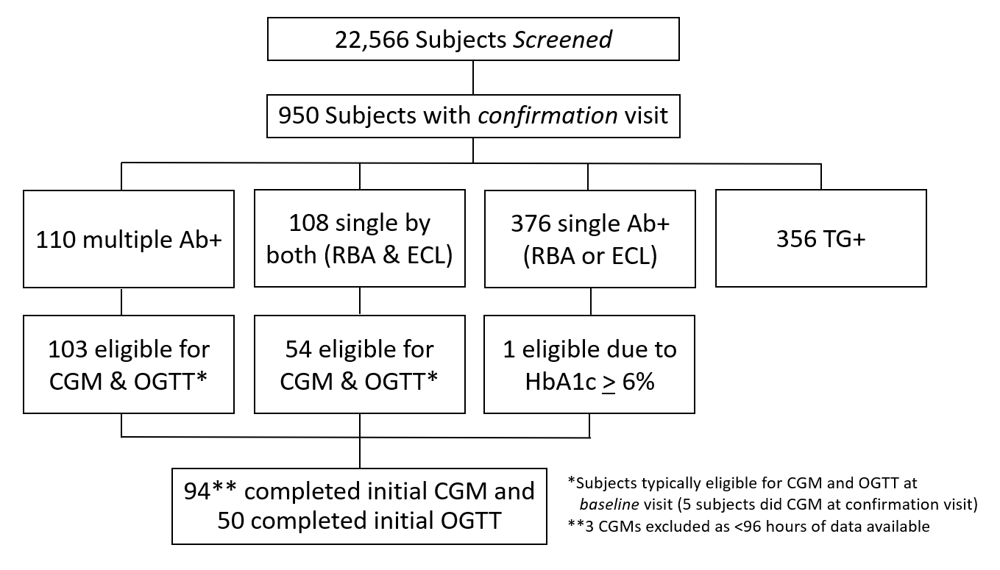 22,566 Subjects Screened
950 Subjects with confirmation visit
110 multiple Ab+
108 single by
both (RBA & ECL)
376 single Ab+
(RBA or ECL)
356 TG+
103 eligible for
CGM & OGTT*
54 eligible for
CGM & OGTT*
1 eligible due to
HbA1c ≥ 6%
94** completed initial CGM and
50 completed initial OGTT
*Subjects typically eligible for CGM and OGTT at
baseline visit (5 subjects did CGM at confirmation visit)
**3 CGMs excluded as <96 hours of data available